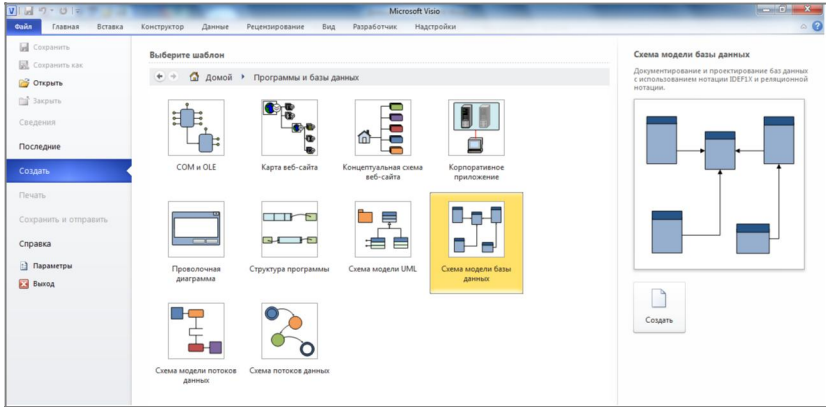 Microsoft Visio
Файл Главная Вставка Конструктор Данные Рецензирование Вид Разработчик Надстройки
Сохранить
Сохранить как
Открыть
Закрыть
Сведения
Последние
Создать
Печать
Сохранить и отправить
Справка
Параметры
Выход
Выберите шаблон
Домой Программы и базы данных
COM и OLE
Карта веб-сайта
Концептуальная схема
веб-сайта
Корпоративное
приложение
Проволочная
диаграмма
Структура программы
Схема модели UML
Схема модели базы
данных
Схема модели потоков
данных
Схема потоков данных
Схема модели базы данных
Документирование и проектирование баз данных
с использованием нотации IDEF1X и реляционной
нотации.
Создать